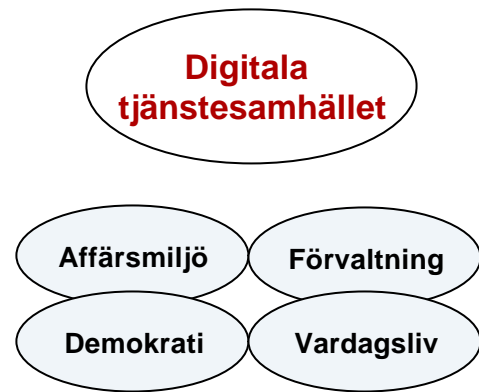 Digitala
tjänstesamhället
Affärsmiljö
Förvaltning
Demokrati
Vardagsliv